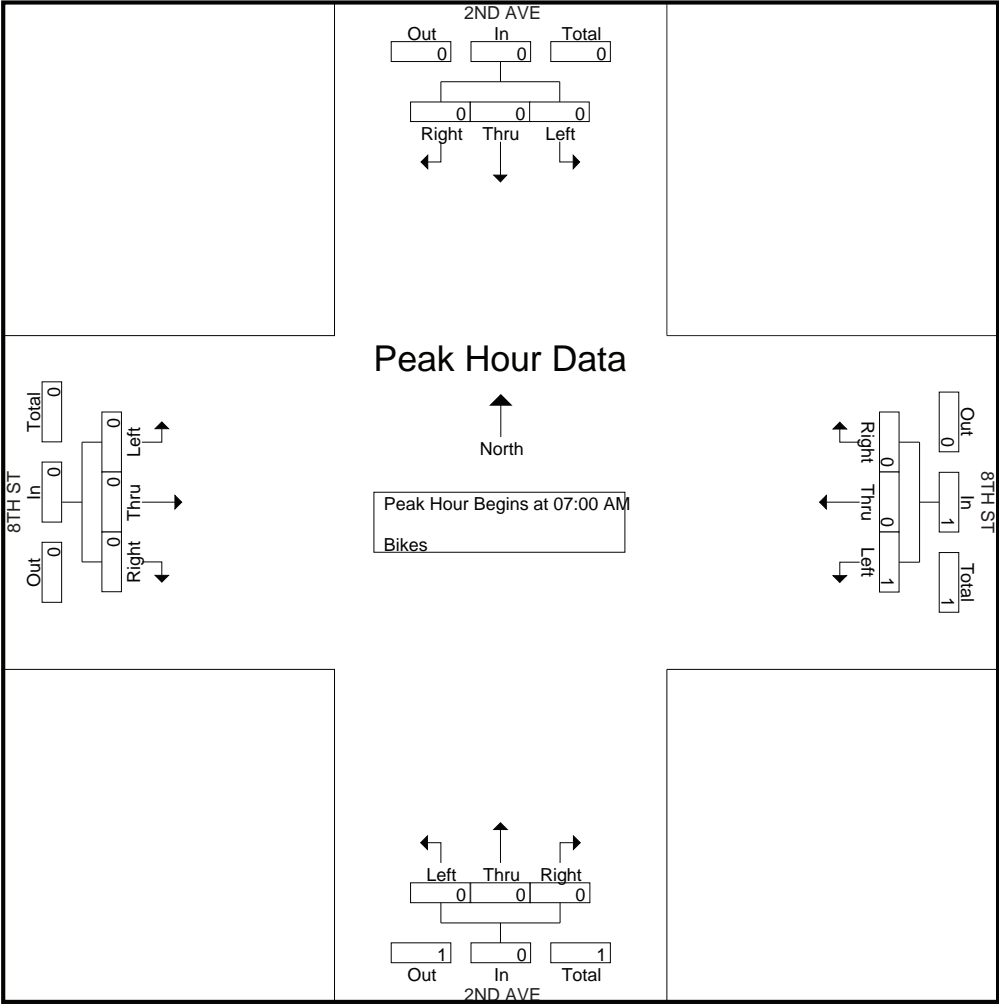 2ND AVE
Out In Total
0 0 0
0 0 0
Right Thru Left
Peak Hour Data
North
Peak Hour Begins at 07:00 AM
Bikes
8TH ST
Total 0
In 0
Out 0
Left 0
Thru 0
Right 0
8TH ST
Out 0
In 1
Total 1
Right 0
Thru 0
Left 1
Left Thru Right
0 0 0
1 0 1
Out In Total
2ND AVE